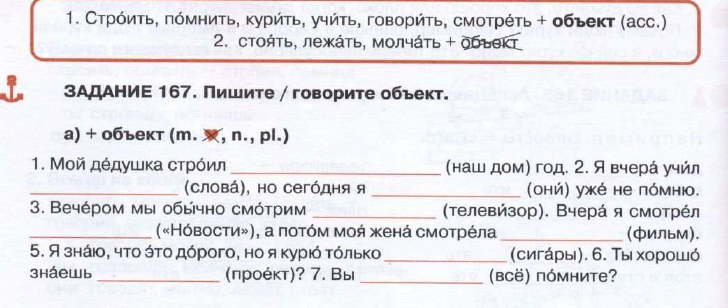 1. Стро́ить, по́мнить, кури́ть, учи́ть, говори́ть, смотре́ть + объект (acc.)
2. стоя́ть, лежа́ть, молча́ть + объект
ЗАДАНИЕ 167. Пишите / говорите объект.
а) + объект (m. f, n., pl.)
1. Мой де́душка стро́ил ____________ (наш дом) год. 2. Я вчера́ учи́л
____________ (слова́), но сего́дня я ____________ (они́) уже́ не по́мню.
3. Ве́чером мы обы́чно смо́трим ____________ (телеви́зор). Вчера́ я смотре́л
____________ («Но́вости»), а пото́м моя́ жена́ смотре́ла ____________ (фильм).
5. Я зна́ю, что э́то до́рого, но я курю́ то́лько ____________ (сига́ры). 6. Ты хорошо́
зна́ешь ____________ (прое́кт)? 7. Вы ____________ (всё) по́мните?